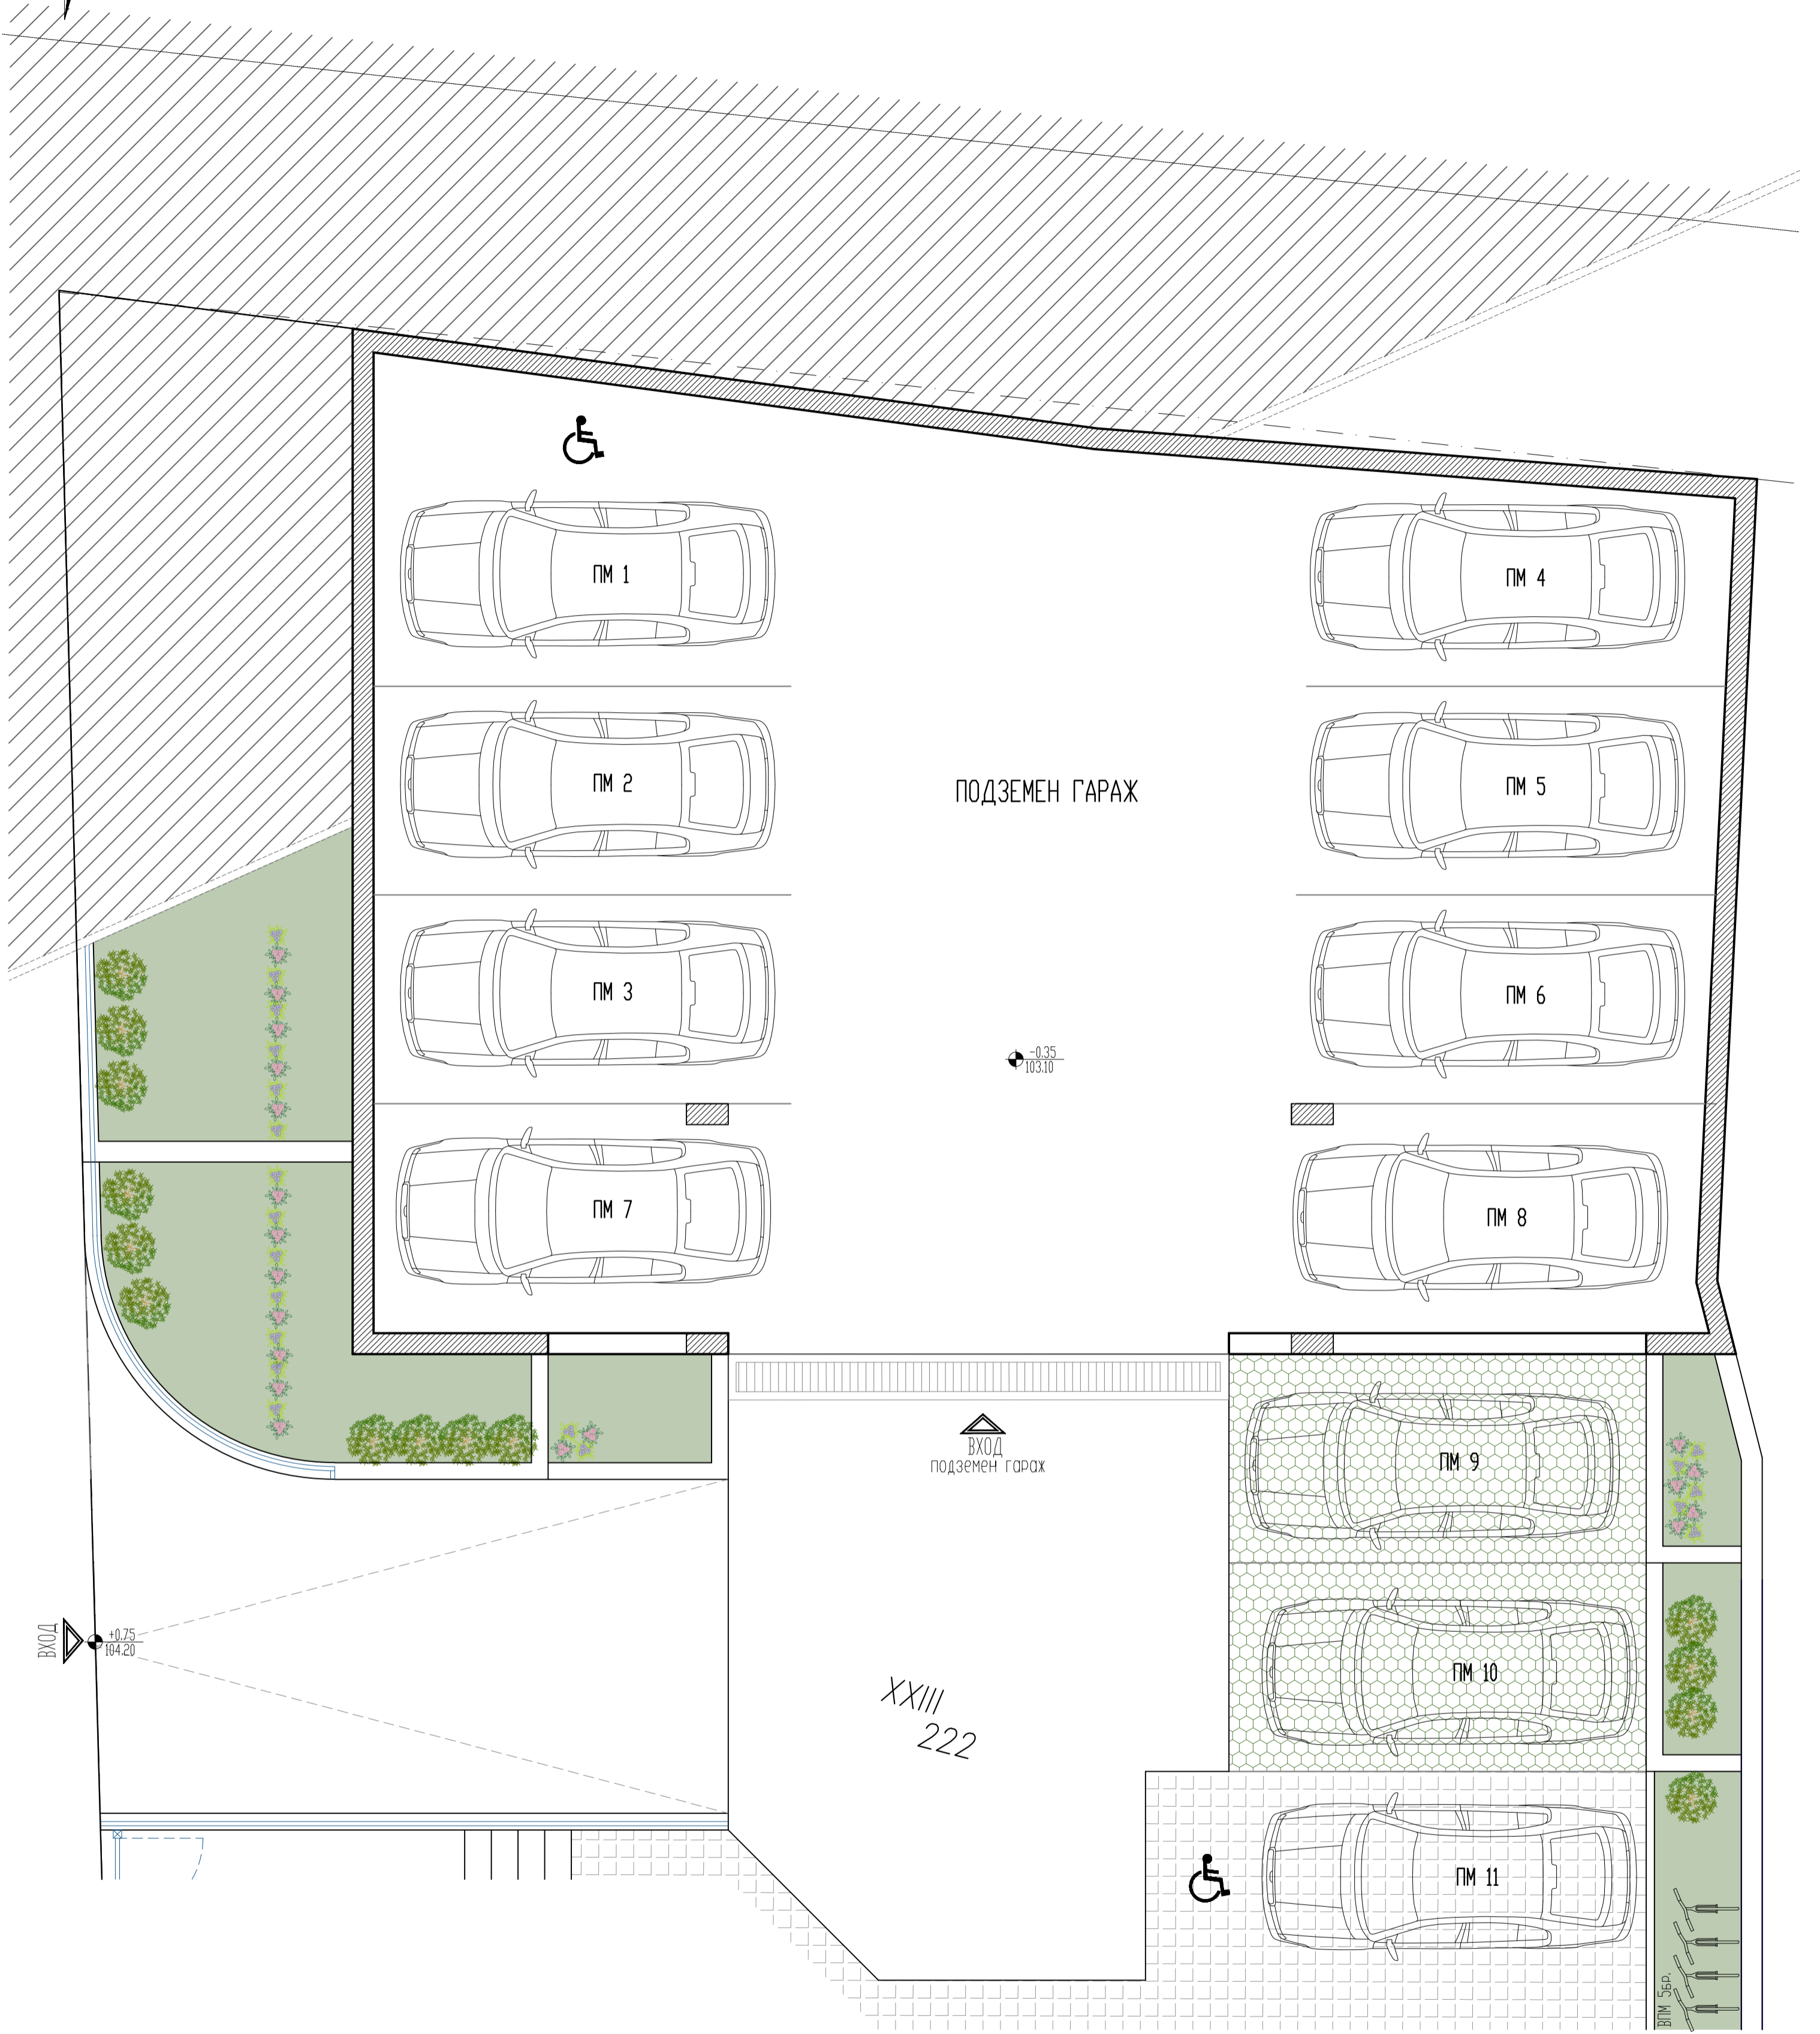 ПМ 1
ПМ 4
ПМ 2
ПМ 5
ПОДЗЕМЕН ГАРАЖ
ПМ 3
ПМ 6
-0.35
103.10
ПМ 7
ПМ 8
ВХОД
подземен гараж
ПМ 9
ВХОД
+0.75
104.20
ПМ 10
XXIII
222
ПМ 11
ВПМ 5БР.